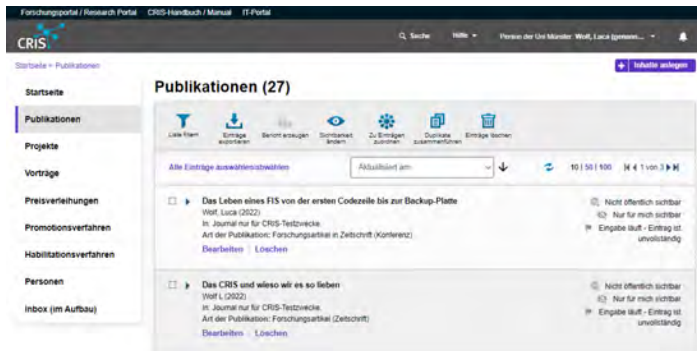 Forschungsportal / Research Portal CRIS-Handbuch / Manual IT-Portal
CRIS
Suche Hilfe Person der Uni Münster: Wolf, Luca (genannt...
Startseite > Publikationen
+ Inhalte anlegen
Startseite
Publikationen
Projekte
Vorträge
Preisverleihungen
Promotionsverfahren
Habilitationsverfahren
Personen
Inbox (im Aufbau)
Publikationen (27)
Liste filtern
Einträge exportieren
Bericht erzeugen
Sichtbarkeit ändern
Zu Einträgen zuordnen
Duplikate zusammenführen
Einträge löschen
Alle Einträge auswählen/abwählen
Aktualisiert am
10 | 50 | 100
1 von 3
Das Leben eines FIS von der ersten Codezeile bis zur Backup-Platte
Wolf, Luca (2022)
In: Journal nur für CRIS-Testzwecke.
Art der Publikation: Forschungsartikel in Zeitschrift (Konferenz)
Bearbeiten Löschen
Nicht öffentlich sichtbar
Nur für mich sichtbar
Eingabe läuft - Eintrag ist
unvollständig
Das CRIS und wieso wir es so lieben
Wolf L (2022)
In: Journal nur für CRIS-Testzwecke.
Art der Publikation: Forschungsartikel (Zeitschrift)
Bearbeiten Löschen
Nicht öffentlich sichtbar
Nur für mich sichtbar
Eingabe läuft - Eintrag ist
unvollständig